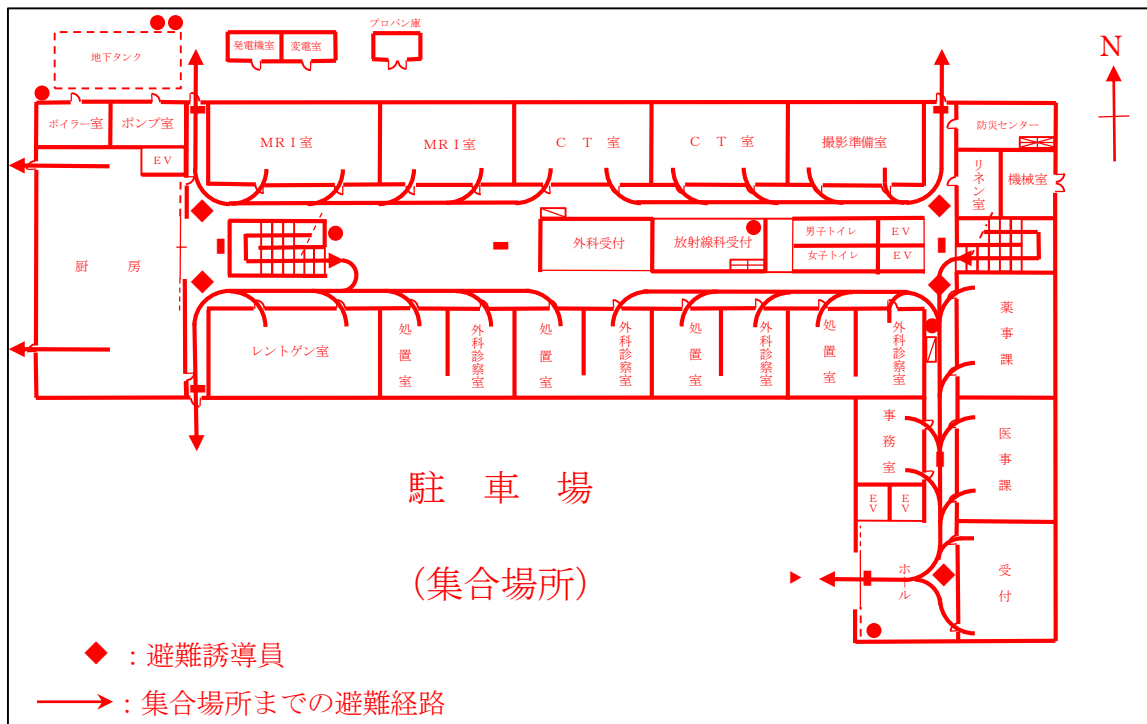 プロパン庫
発電機室
変電室
地下タンク
N
ボイラー室
ポンプ室
EV
MRI室
MRI室
CT室
CT室
撮影準備室
防災センター
リネン室
機械室
厨房
外科受付
放射線科受付
男子トイレ
EV
女子トイレ
EV
レントゲン室
処置室
外科診察室
処置室
外科診察室
外科診察室
処置室
外科診察室
薬事課
事務室
医事課
EV
EV
駐車場
(集合場所)
ホール
受付
：避難誘導員
：集合場所までの避難経路